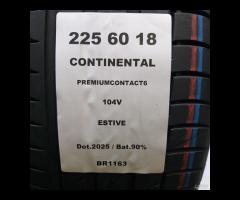 225 60 18
CONTINENTAL
PREMIUMCONTACT6
104V
ESTIVE
Dot.2025 / Bat.90%
BR1163